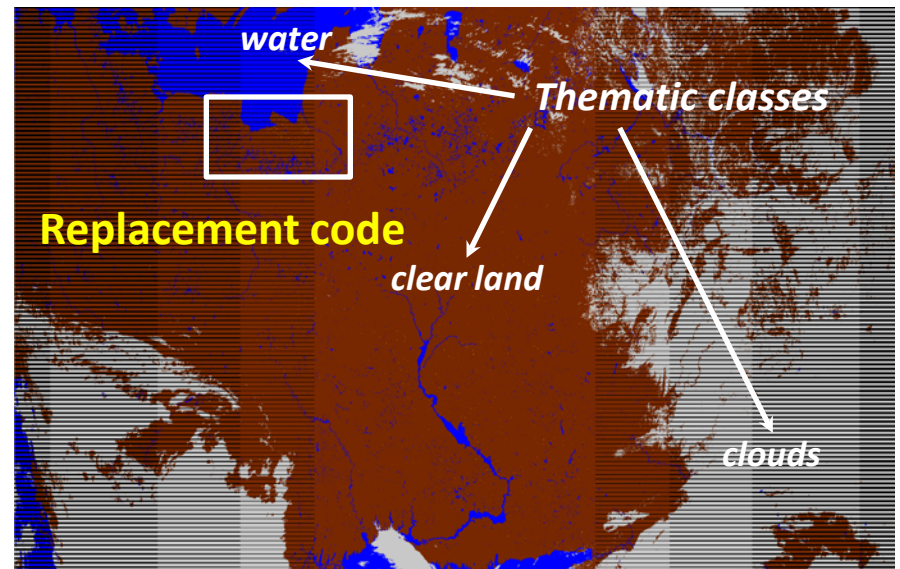 water
Thematic classes
Replacement code
clear land
clouds